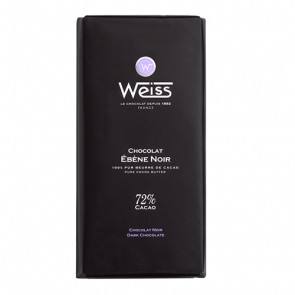 W
Weiss
LE CHOCOLAT DEPUIS 1882
FRANCE
CHOCOLAT
ÉBÈNE NOIR
100% PUR BEURRE DE CACAO
PURE COCOA BUTTER
72%
CACAO
CHOCOLAT NOIR
DARK CHOCOLATE